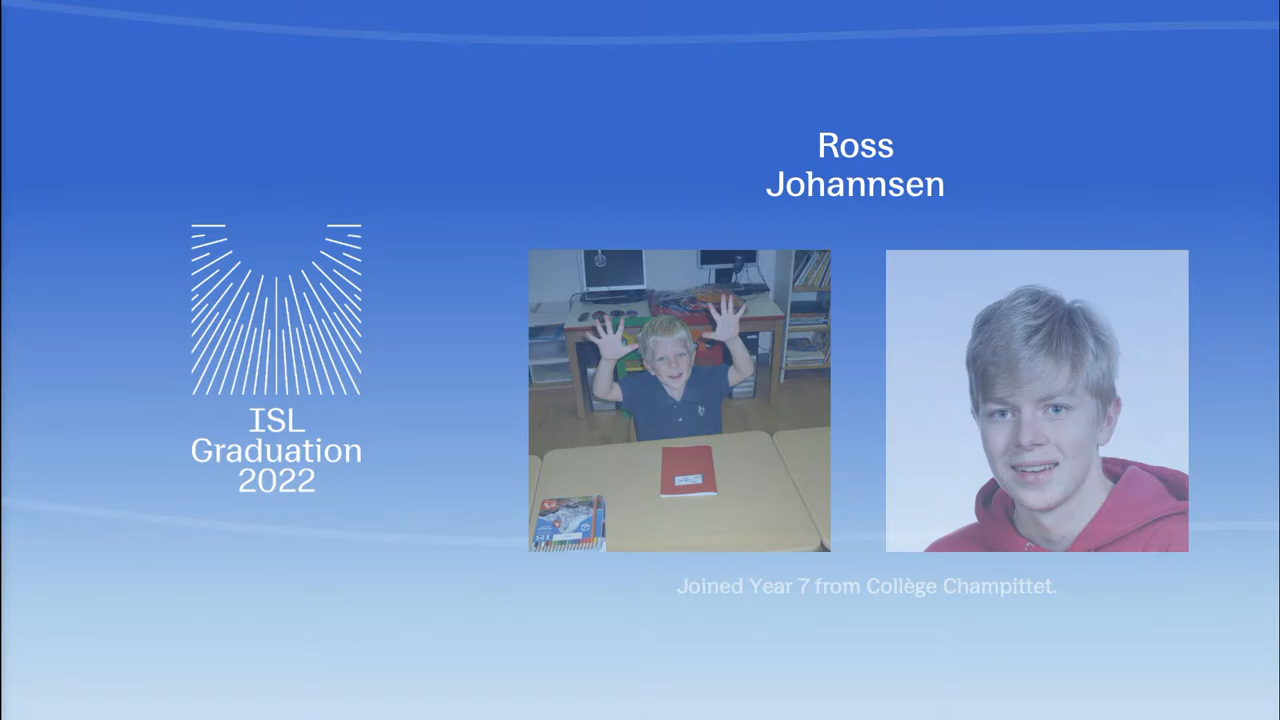 Ross
Johannsen
ISL
Graduation
2022
Joined Year 7 from Collège Champittet.